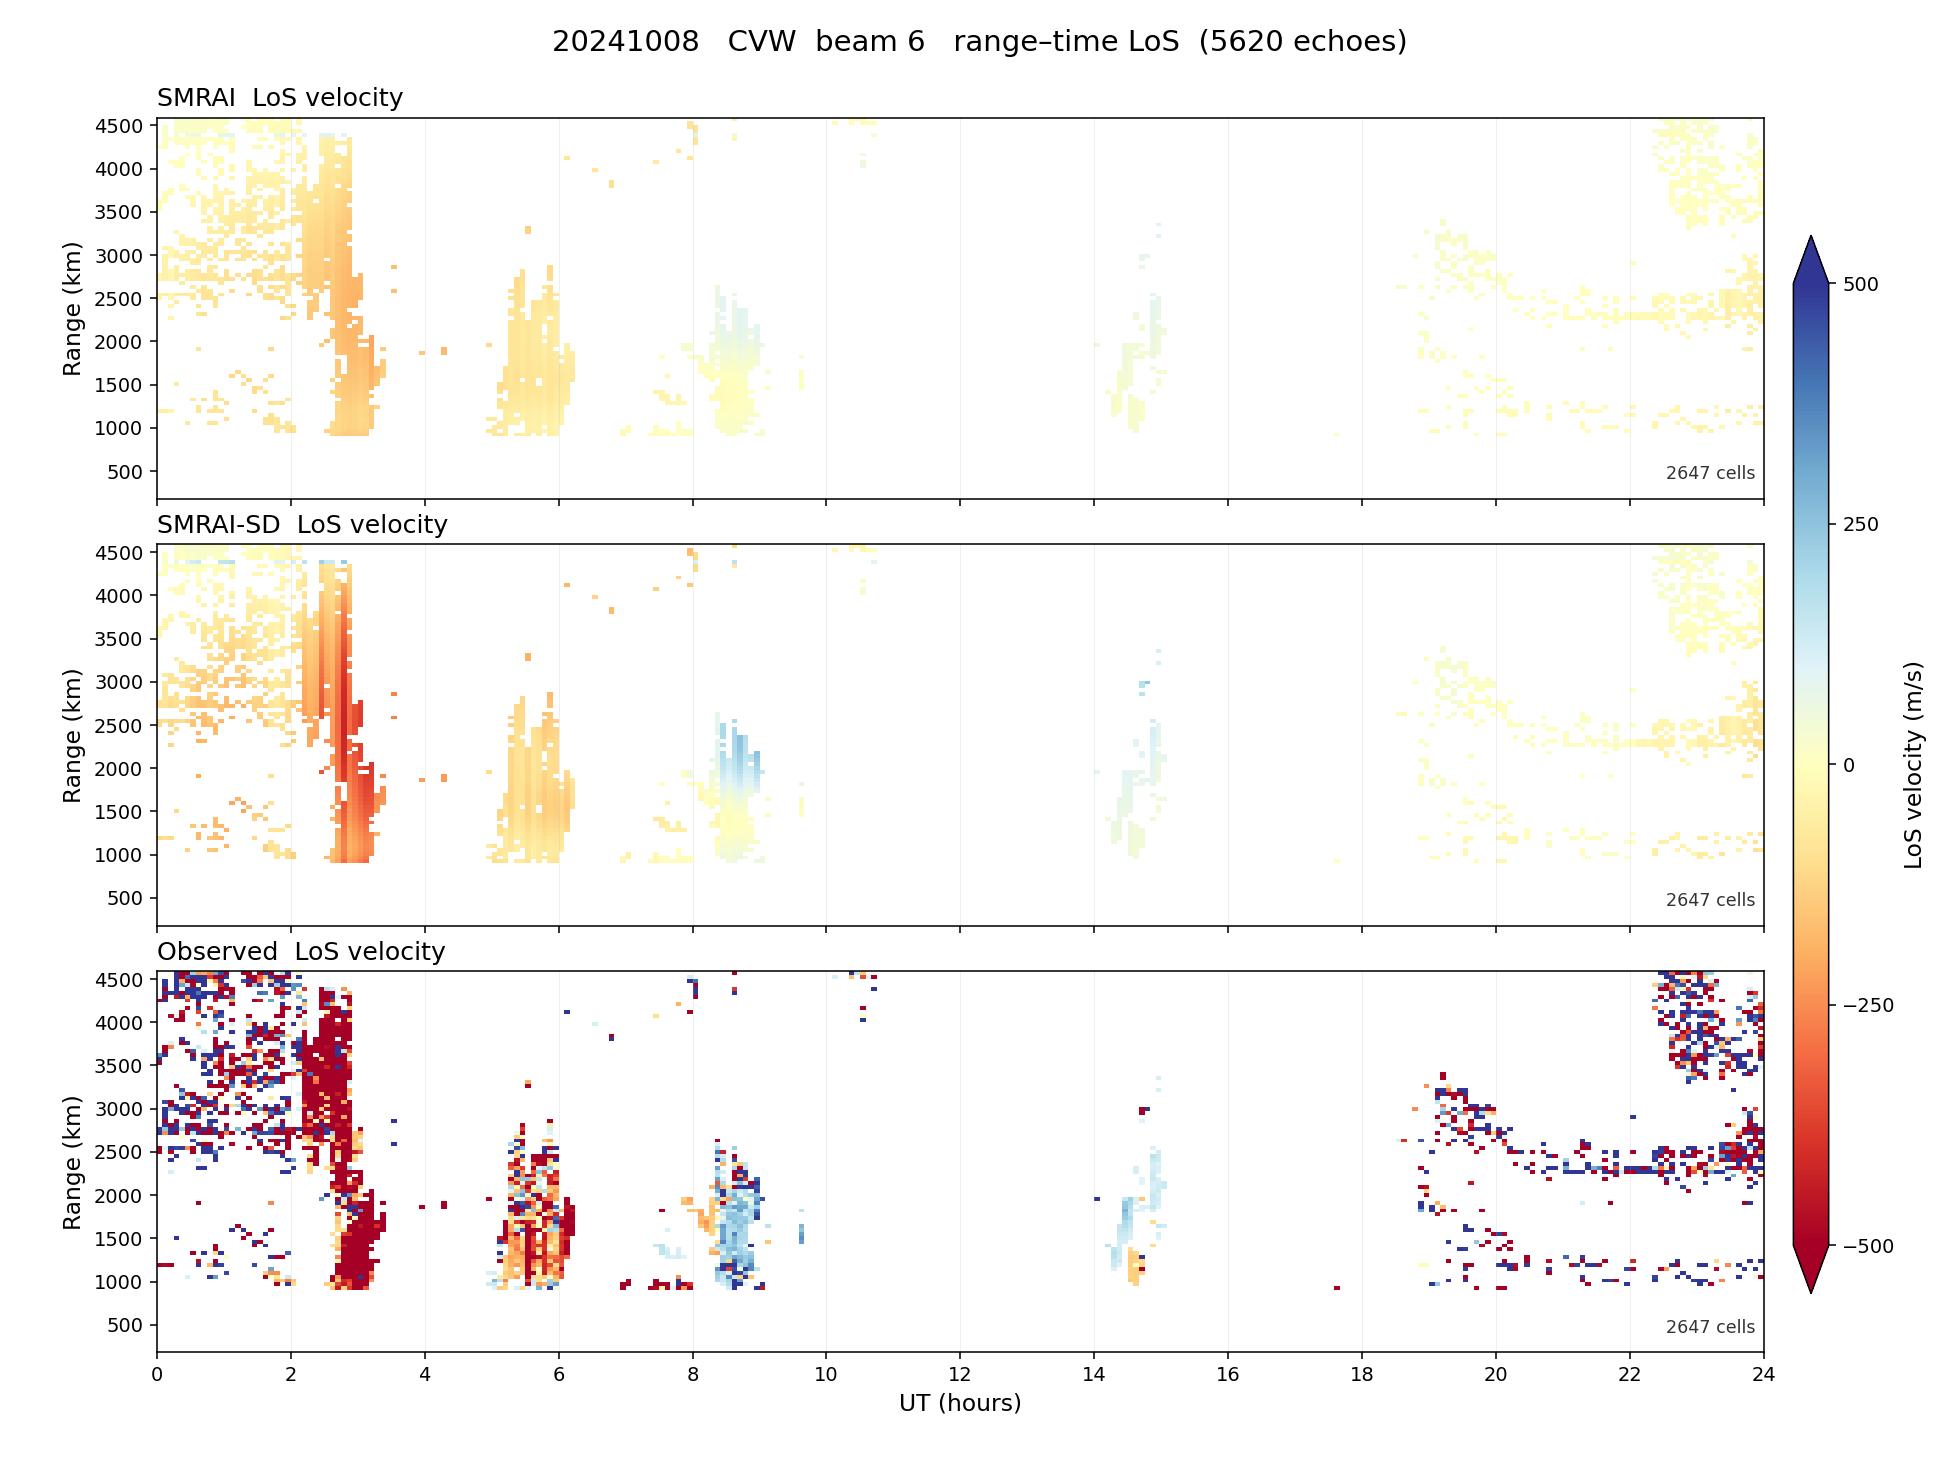 20241008   CVW  beam 6   range–time LoS  (5620 echoes)
SMRAI  LoS velocity
4500
4000
3500
3000
2500
2000
1500
1000
500
Range (km)
2647 cells
SMRAI-SD  LoS velocity
4500
4000
3500
3000
2500
2000
1500
1000
500
Range (km)
2647 cells
Observed  LoS velocity
4500
4000
3500
3000
2500
2000
1500
1000
500
Range (km)
2647 cells
0 2 4 6 8 10 12 14 16 18 20 22 24
UT (hours)
500
250
0
−250
−500
LoS velocity (m/s)